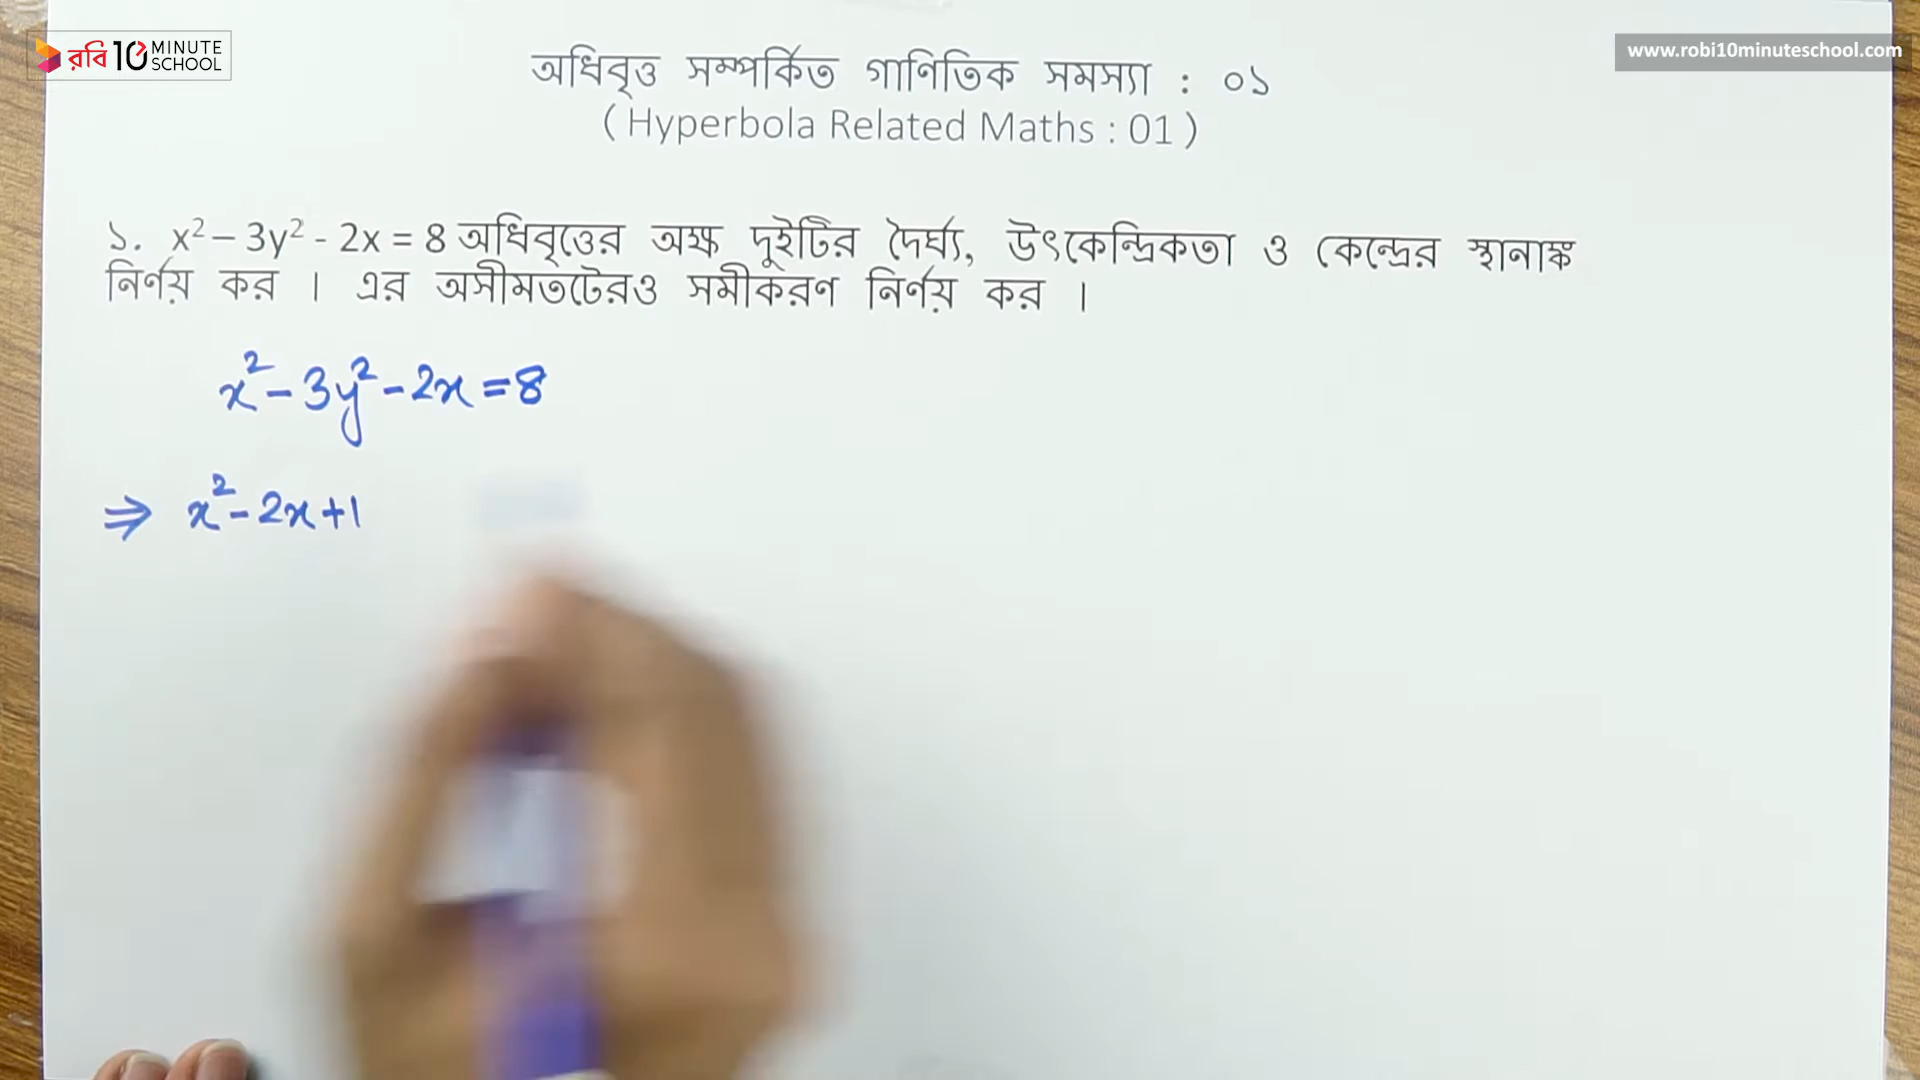 রবি 10 MINUTE SCHOOL
www.robi10minuteschool.com
অধিবৃত্ত সম্পর্কিত গাণিতিক সমস্যা : ০১
( Hyperbola Related Maths : 01 )
১. x² – 3y² - 2x = 8 অধিবৃত্তের অক্ষ দুইটির দৈর্ঘ্য, উৎকেন্দ্রিকতা ও কেন্দ্রের স্থানাঙ্ক
নির্ণয় কর । এর অসীমতটেরও সমীকরণ নির্ণয় কর ।
x² - 3y² - 2x = 8
⇒ x² - 2x + 1